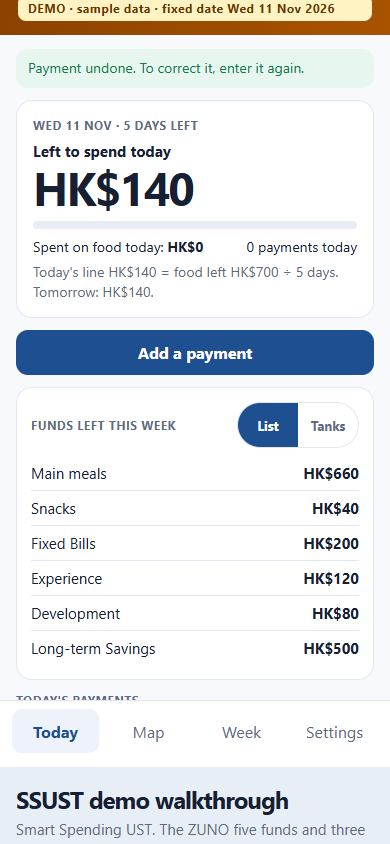 DEMO · sample data · fixed date Wed 11 Nov 2026
Payment undone. To correct it, enter it again.
WED 11 NOV · 5 DAYS LEFT
Left to spend today
HK$140
Spent on food today: HK$0 0 payments today
Today's line HK$140 = food left HK$700 ÷ 5 days.
Tomorrow: HK$140.
Add a payment
FUNDS LEFT THIS WEEK List Tanks
Main meals HK$660
Snacks HK$40
Fixed Bills HK$200
Experience HK$120
Development HK$80
Long-term Savings HK$500
TODAY'S PAYMENTS
Today Map Week Settings
SSUST demo walkthrough
Smart Spending UST. The ZUNO five funds and three